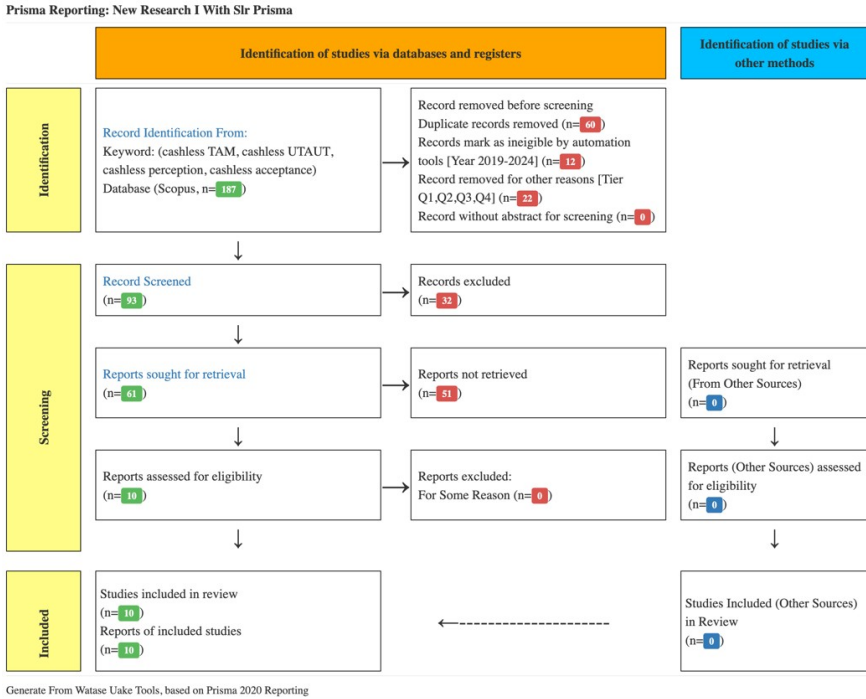 Prisma Reporting: New Research I With Slr Prisma
Identification of studies via databases and registers
Identification of studies via
other methods
Identification
Record Identification From:
Keyword: (cashless TAM, cashless UTAUT,
cashless perception, cashless acceptance)
Database (Scopus, n= 187 )
Record removed before screening
Duplicate records removed (n= 60 )
Records mark as ineigible by automation
tools [Year 2019-2024] (n= 12 )
Record removed for other reasons [Tier
Q1,Q2,Q3,Q4] (n= 22 )
Record without abstract for screening (n= 0 )
Screening
Record Screened
(n= 93 )
Records excluded
(n= 32 )
Reports sought for retrieval
(n= 61 )
Reports not retrieved
(n= 51 )
Reports sought for retrieval
(From Other Sources)
(n= 0 )
Reports assessed for eligibility
(n= 10 )
Reports excluded:
For Some Reason (n= 0 )
Reports (Other Sources) assessed
for eligibility
(n= 0 )
Included
Studies included in review
(n= 10 )
Reports of included studies
(n= 10 )
Studies Included (Other Sources)
in Review
(n= 0 )
Generate From Watase Uake Tools, based on Prisma 2020 Reporting